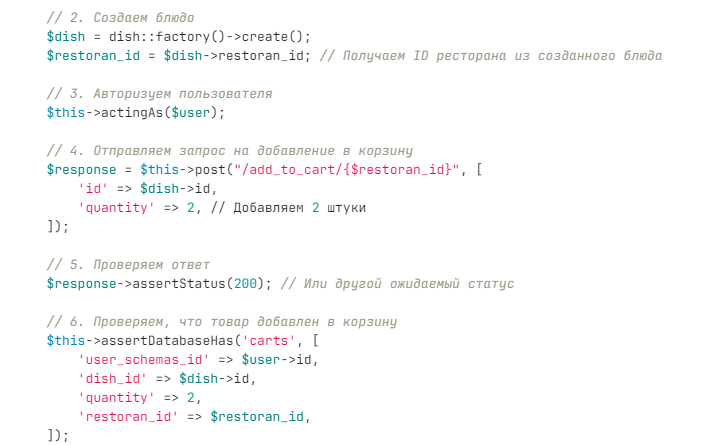 // 2. Создаем блюдо
$dish = dish::factory()->create();
$restoran_id = $dish->restoran_id; // Получаем ID ресторана из созданного блюда
// 3. Авторизуем пользователя
$this->actingAs($user);
// 4. Отправляем запрос на добавление в корзину
$response = $this->post("/add_to_cart/{$restoran_id}", [
    'id' => $dish->id,
    'quantity' => 2, // Добавляем 2 штуки
]);
// 5. Проверяем ответ
$response->assertStatus(200); // Или другой ожидаемый статус
// 6. Проверяем, что товар добавлен в корзину
$this->assertDatabaseHas('carts', [
    'user_schemas_id' => $user->id,
    'dish_id' => $dish->id,
    'quantity' => 2,
    'restoran_id' => $restoran_id,
]);